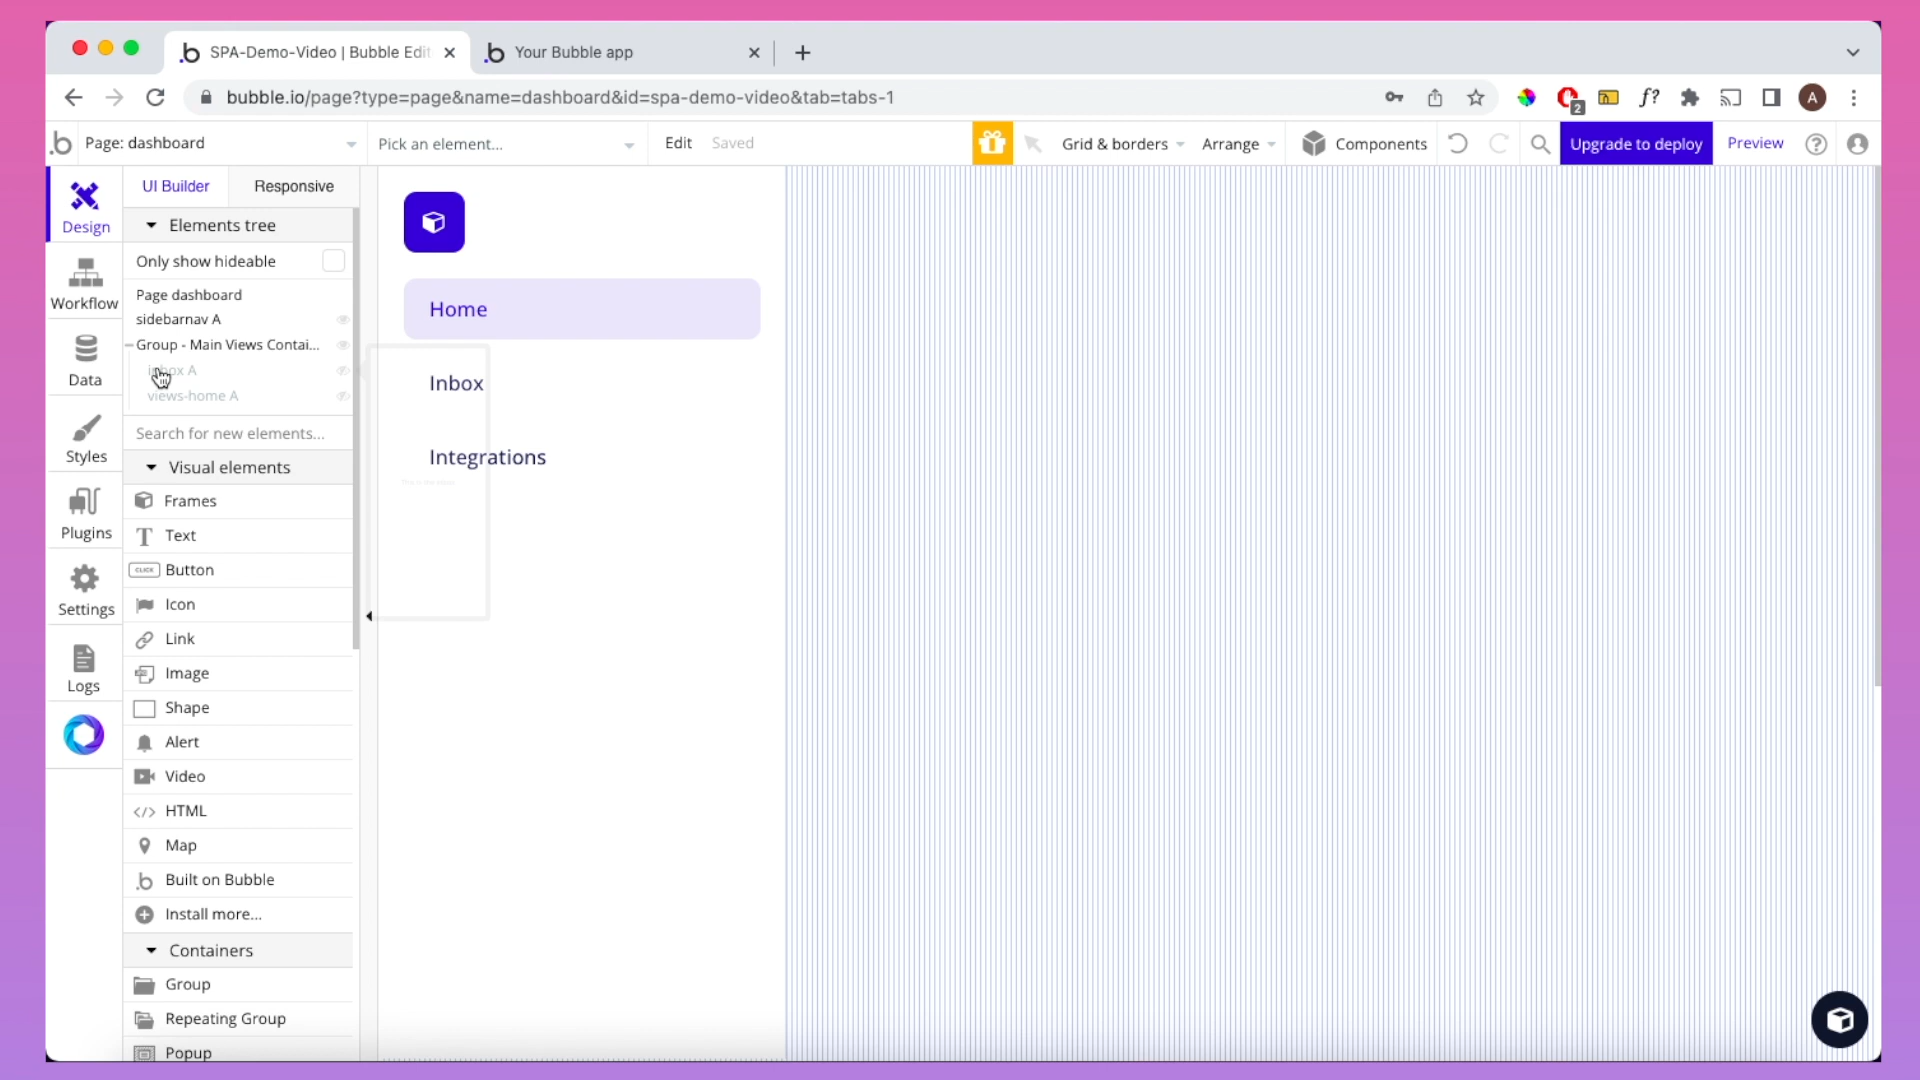 SPA-Demo-Video | Bubble Edit
Your Bubble app
bubble.io/page?type=page&name=dashboard&id=spa-demo-video&tab=tabs-1
2
f?
A
.b
Page: dashboard
Pick an element...
Edit
Saved
Grid & borders
Arrange
Components
Upgrade to deploy
Preview
Design
Workflow
Data
Styles
Plugins
Settings
Logs
UI Builder
Responsive
Elements tree
Only show hideable
Page dashboard
sidebarnav A
Group - Main Views Contai...
inbox A
views-home A
Search for new elements...
Visual elements
Frames
Text
CLICK
Button
Icon
Link
Image
Shape
Alert
Video
HTML
Map
Built on Bubble
Install more...
Containers
Group
Repeating Group
Popup
Home
Inbox
Integrations